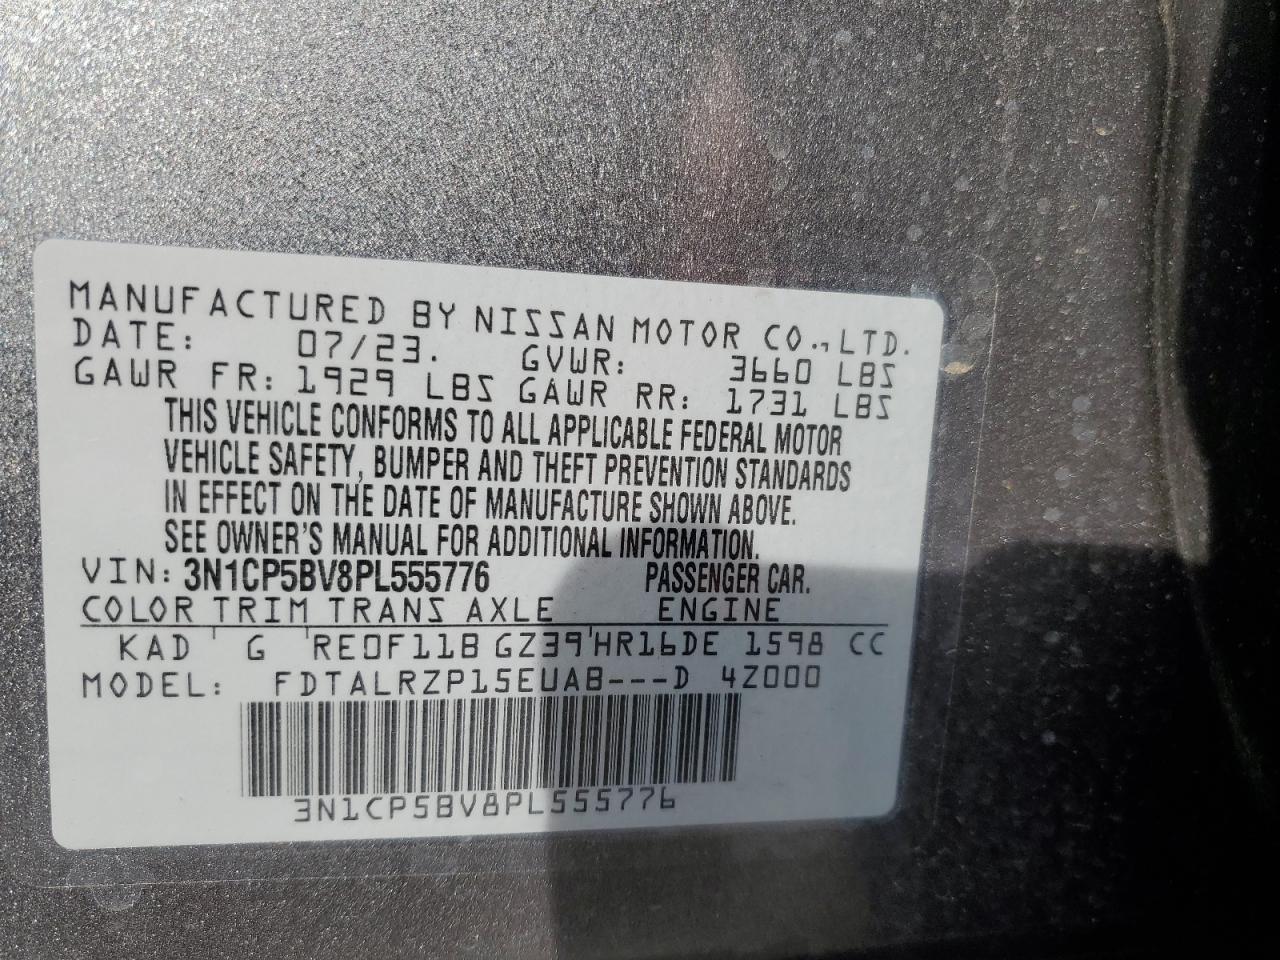 MANUFACTURED BY NISSAN MOTOR CO.,LTD.
DATE: 07/23. GVWR: 3660 LBS
GAWR FR: 1929 LBS GAWR RR: 1731 LBS
THIS VEHICLE CONFORMS TO ALL APPLICABLE FEDERAL MOTOR
VEHICLE SAFETY, BUMPER AND THEFT PREVENTION STANDARDS
IN EFFECT ON THE DATE OF MANUFACTURE SHOWN ABOVE.
SEE OWNER'S MANUAL FOR ADDITIONAL INFORMATION.
VIN: 3N1CP5BV8PL555776 PASSENGER CAR.
COLOR TRIM TRANS AXLE ENGINE
KAD ' G 'RE0F11B GZ39'HR16DE 1598 CC
MODEL: FDTALRZP15EUAB---D 4Z000
3N1CP5BV8PL555776